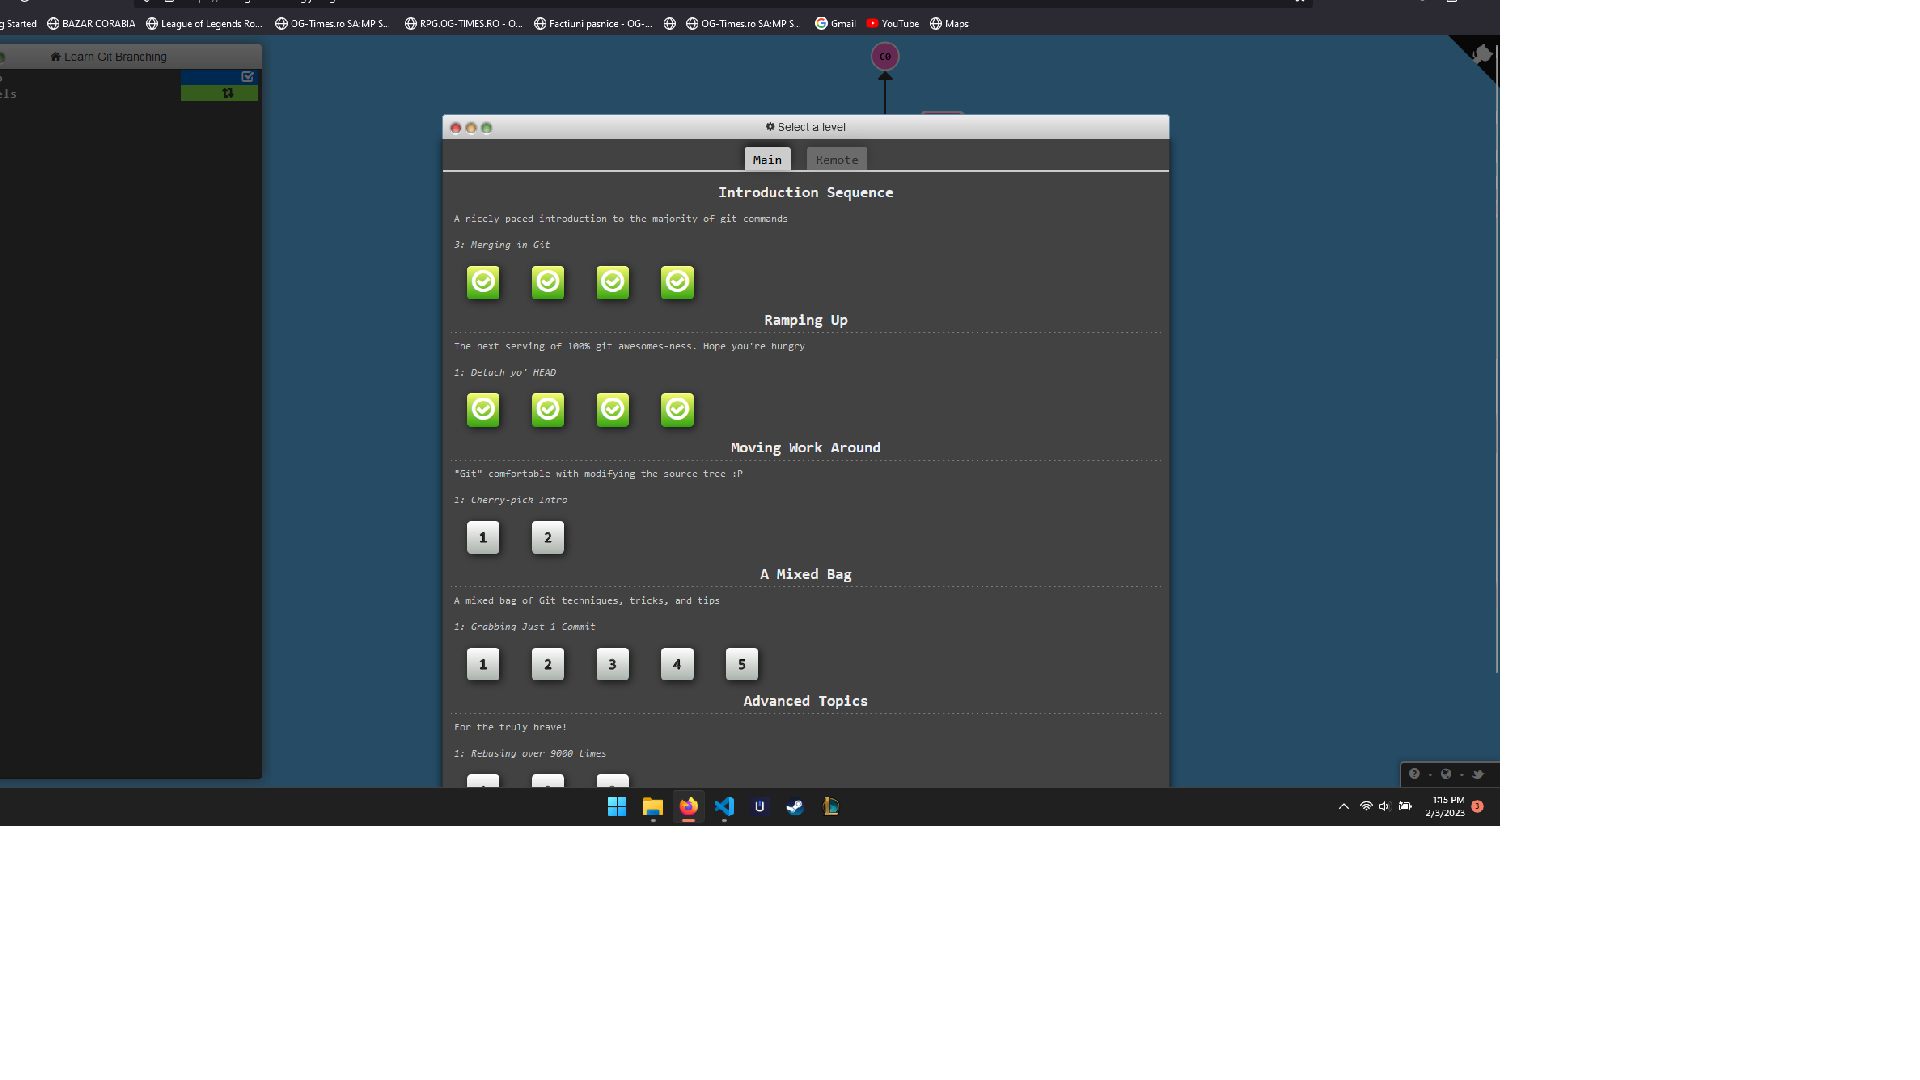 g Started BAZAR CORABIA League of Legends Ro... OG-Times.ro SA:MP S... RPG.OG-TIMES.RO - O... Factiuni pasnice - OG-... OG-Times.ro SA:MP S... Gmail YouTube Maps
Learn Git Branching
els
C0
Select a level
Main Remote
Introduction Sequence
A nicely paced introduction to the majority of git commands
3: Merging in Git
Ramping Up
The next serving of 100% git awesomes-ness. Hope you're hungry
1: Detach yo' HEAD
Moving Work Around
"Git" comfortable with modifying the source tree :P
1: Cherry-pick Intro
1 2
A Mixed Bag
A mixed bag of Git techniques, tricks, and tips
1: Grabbing Just 1 Commit
1 2 3 4 5
Advanced Topics
For the truly brave!
1: Rebasing over 9000 times
1:15 PM
2/3/2023
3